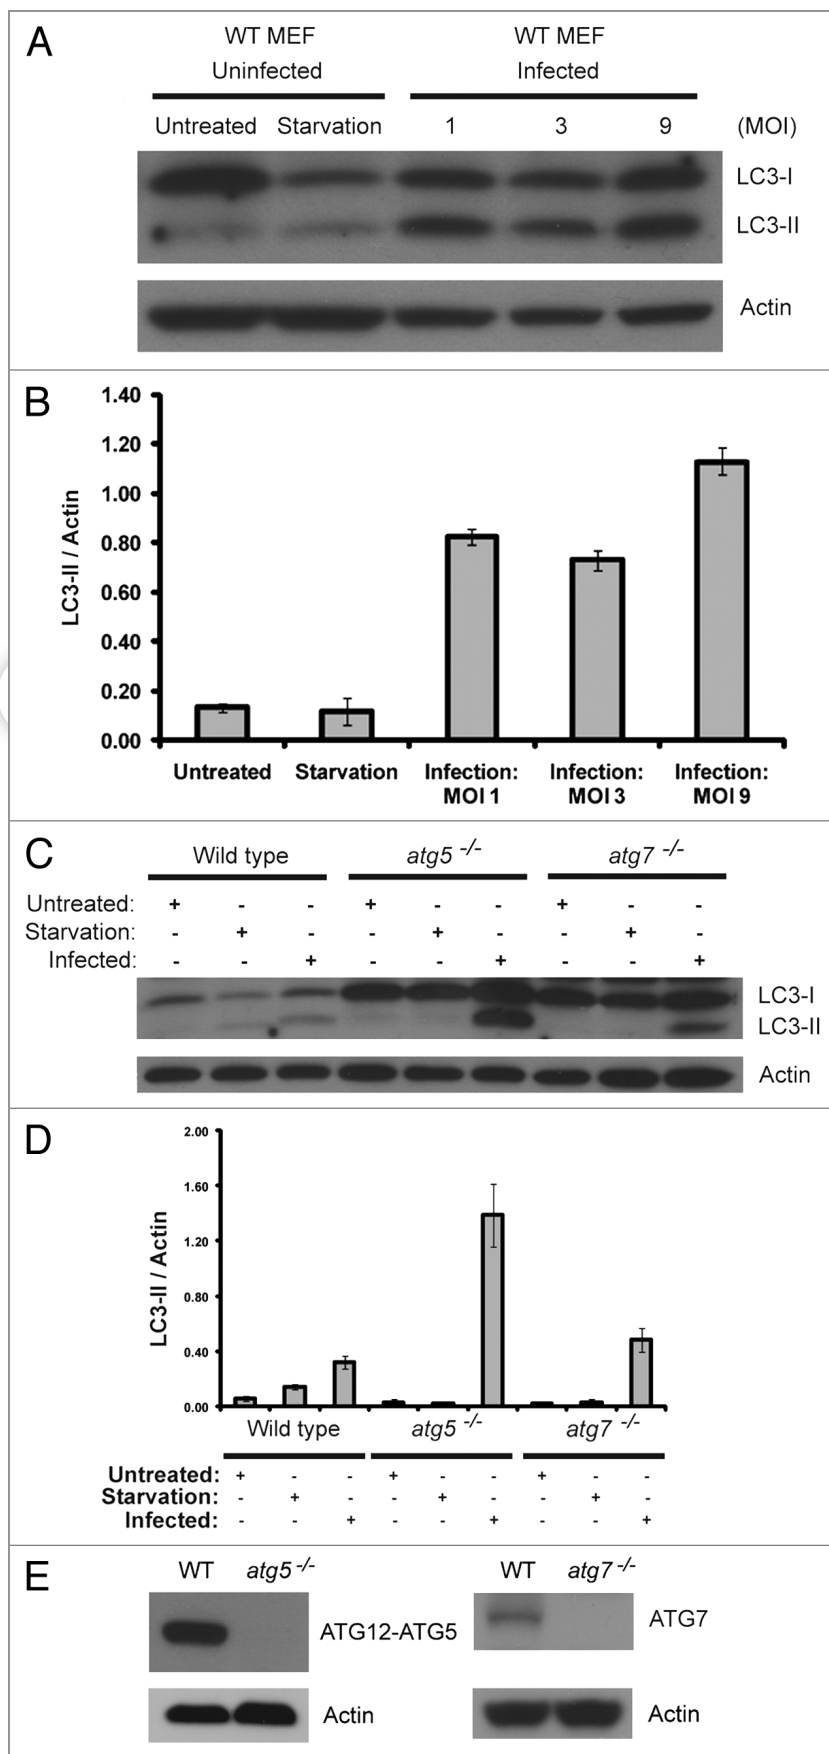 A
WT MEF WT MEF
Uninfected Infected
Untreated Starvation 1 3 9 (MOI)
LC3-I
LC3-II
Actin
B
1.40
1.20
1.00
0.80
0.60
0.40
0.20
0.00
LC3-II / Actin
Untreated Starvation Infection: Infection: Infection:
MOI 1 MOI 3 MOI 9
C
Wild type atg5 -/- atg7 -/-
Untreated: + - - + - - + - -
Starvation: - + - - + - - + -
Infected: - - + - - + - - +
LC3-I
LC3-II
Actin
D
2.00
1.60
1.20
0.80
0.40
0.00
LC3-II / Actin
Wild type atg5 -/- atg7 -/-
Untreated: + - - + - - + - -
Starvation: - + - - + - - + -
Infected: - - + - - + - - +
E
WT atg5 -/- WT atg7 -/-
ATG12-ATG5 ATG7
Actin Actin